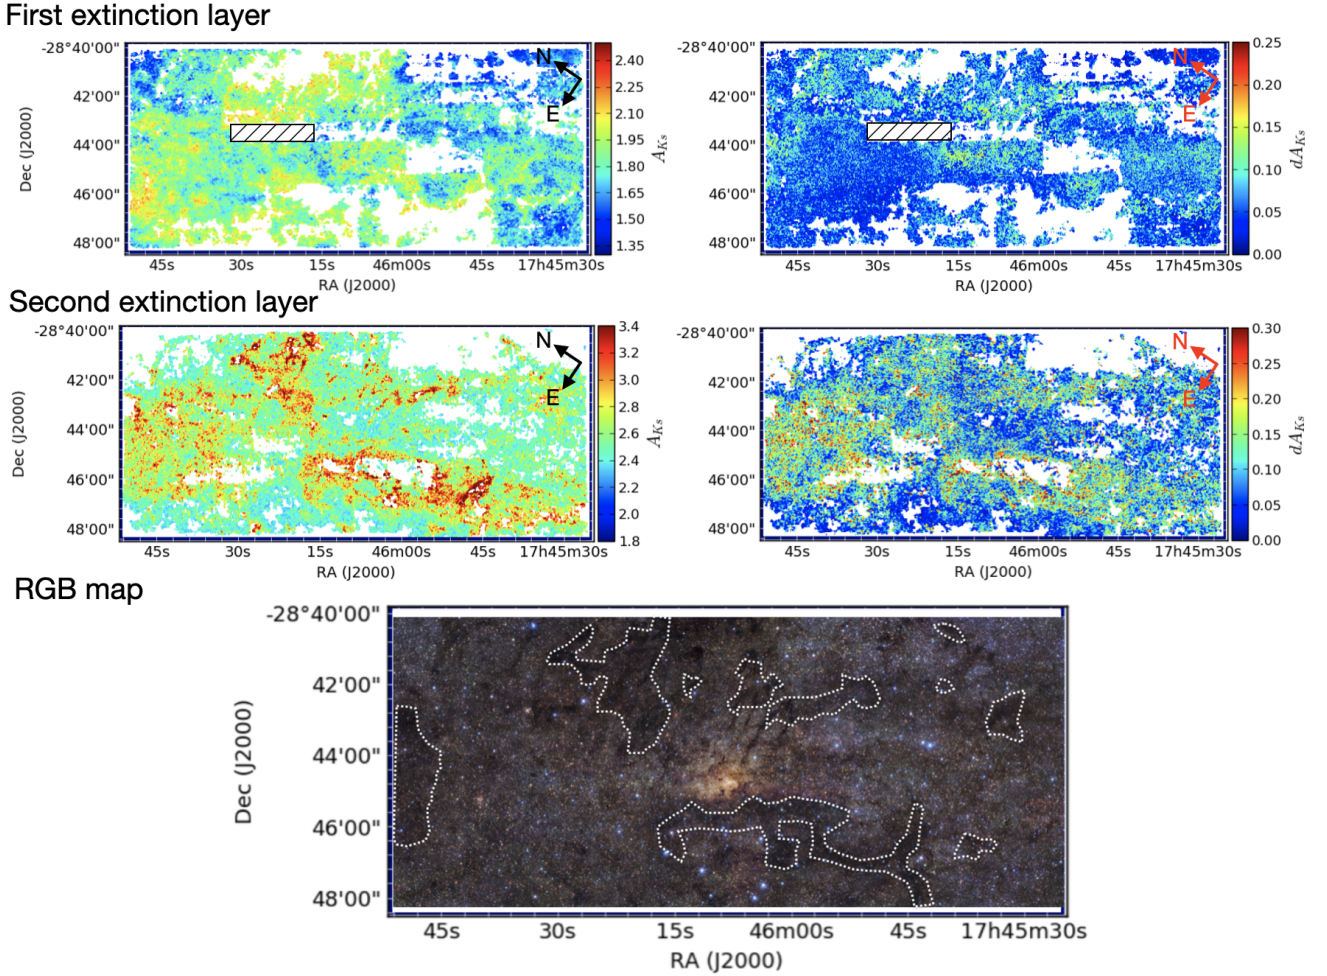 First extinction layer
-28°40'00"
42'00"
44'00"
46'00"
48'00"
Dec (J2000)
45s 30s 15s 46m00s 45s 17h45m30s
RA (J2000)
N
E
2.40
2.25
2.10
1.95
1.80
1.65
1.50
1.35
A_Ks
-28°40'00"
42'00"
44'00"
46'00"
48'00"
45s 30s 15s 46m00s 45s 17h45m30s
RA (J2000)
N
E
0.25
0.20
0.15
0.10
0.05
0.00
dA_Ks
Second extinction layer
-28°40'00"
42'00"
44'00"
46'00"
48'00"
Dec (J2000)
45s 30s 15s 46m00s 45s 17h45m30s
RA (J2000)
N
E
3.4
3.2
3.0
2.8
2.6
2.4
2.2
2.0
1.8
A_Ks
-28°40'00"
42'00"
44'00"
46'00"
48'00"
45s 30s 15s 46m00s 45s 17h45m30s
RA (J2000)
N
E
0.30
0.25
0.20
0.15
0.10
0.05
0.00
dA_Ks
RGB map
-28°40'00"
42'00"
44'00"
46'00"
48'00"
Dec (J2000)
45s 30s 15s 46m00s 45s 17h45m30s
RA (J2000)